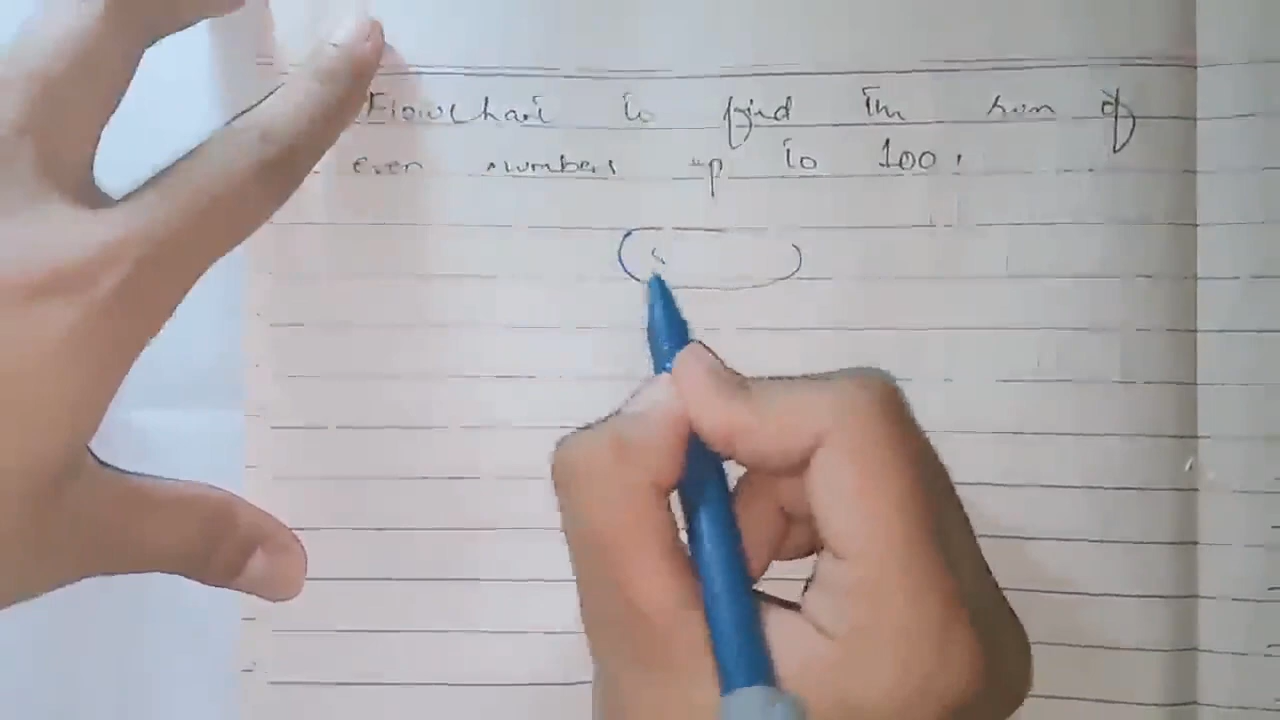 Flowchart to find the sum of
even numbers up to 100.